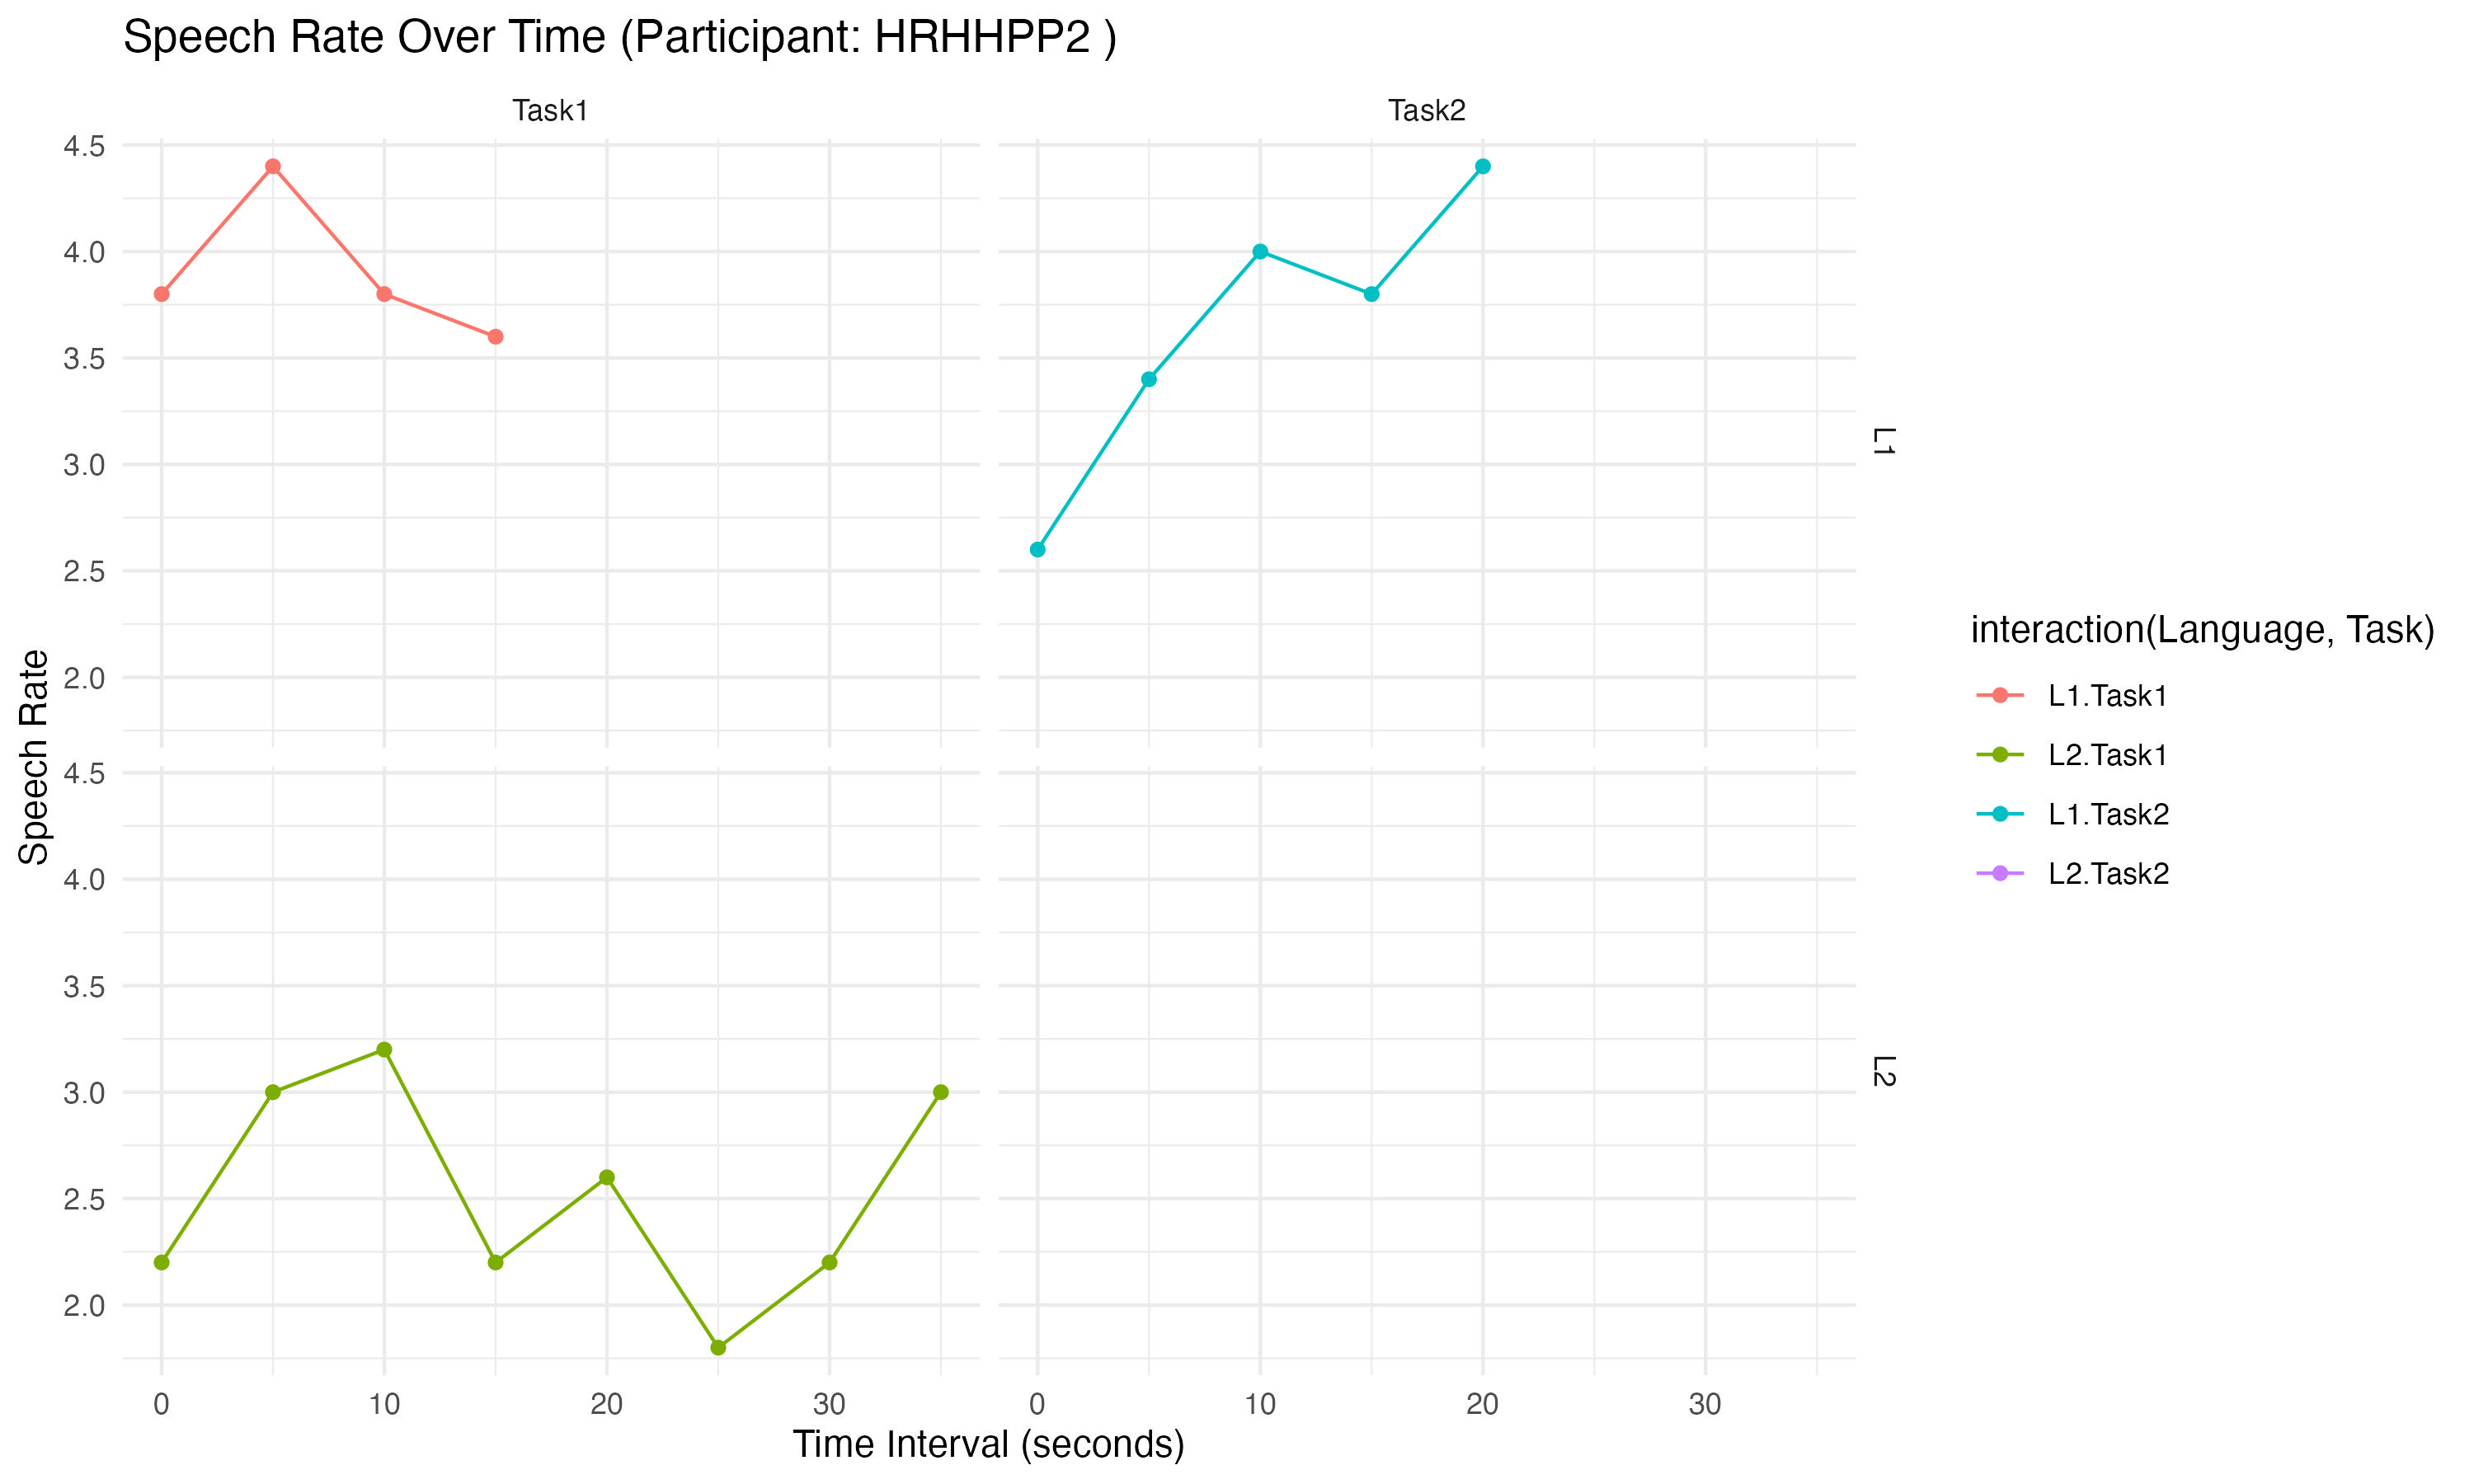 Speech Rate Over Time (Participant: HRHHPP2 )
Task1
Task2
4.5
4.0
3.5
3.0
2.5
2.0
L1
4.5
4.0
3.5
3.0
2.5
2.0
L2
Speech Rate
0
10
20
30
0
10
20
30
Time Interval (seconds)
interaction(Language, Task)
L1.Task1
L2.Task1
L1.Task2
L2.Task2